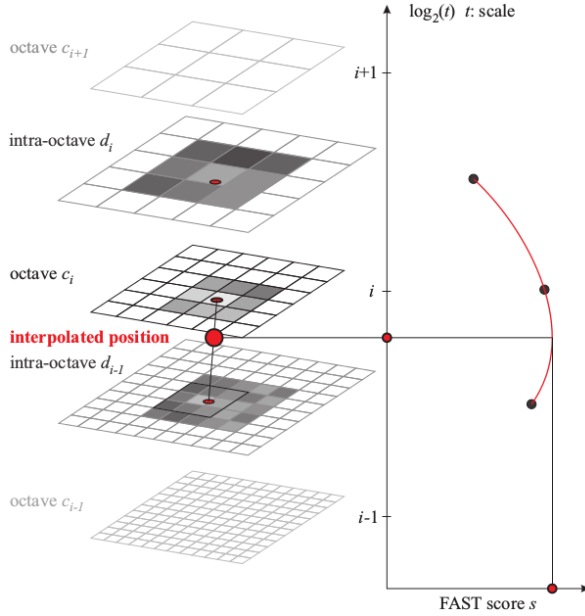 log₂(t) t: scale
octave cᵢ₊₁
i+1
intra-octave dᵢ
octave cᵢ
i
interpolated position
intra-octave dᵢ₋₁
octave cᵢ₋₁
i-1
FAST score s